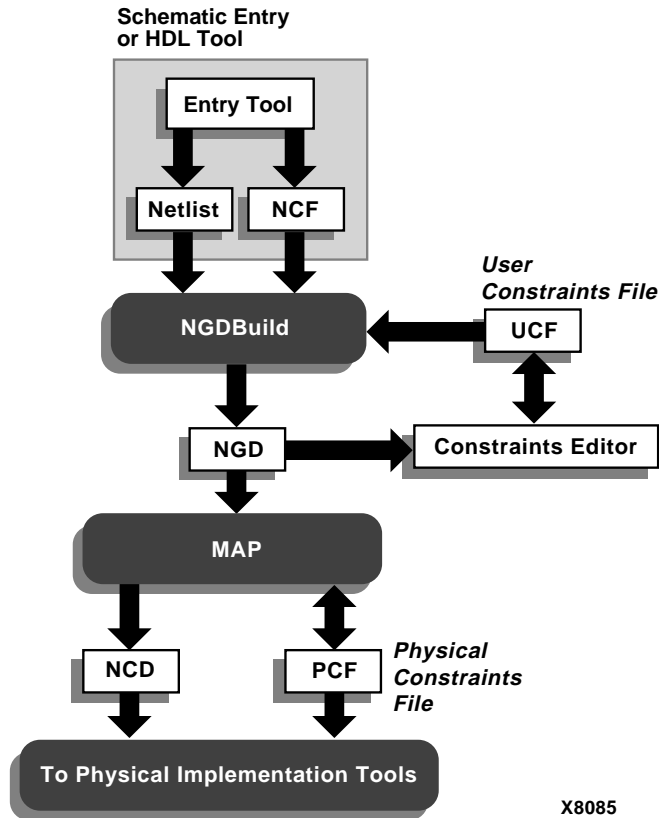 Schematic Entry
or HDL Tool
Entry Tool
Netlist
NCF
User
Constraints File
NGDBuild
UCF
NGD
Constraints Editor
MAP
NCD
PCF
Physical
Constraints
File
To Physical Implementation Tools
X8085